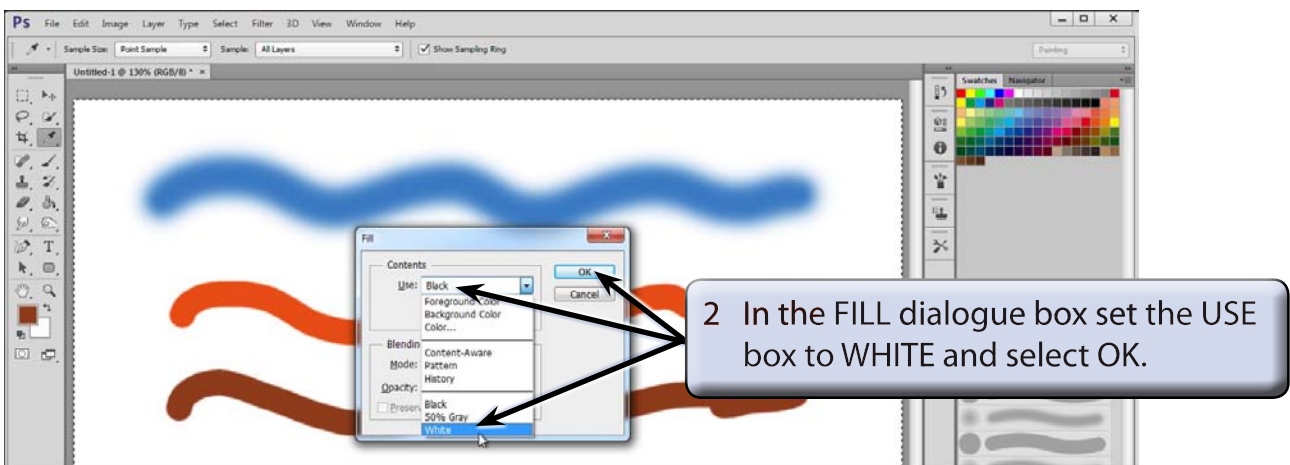 Ps File Edit Image Layer Type Select Filter 3D View Window Help
Sample Size: Point Sample Sample: All Layers Show Sampling Ring Painting
Untitled-1 @ 130% (RGB/8) * ×
Swatches Navigator
Fill
Contents
Use: Black
OK
Cancel
Foreground Color
Background Color
Color...
Blendin
Content-Aware
Mode: Pattern
History
Opacity:
Preserv
Black
50% Gray
White
2 In the FILL dialogue box set the USE
box to WHITE and select OK.